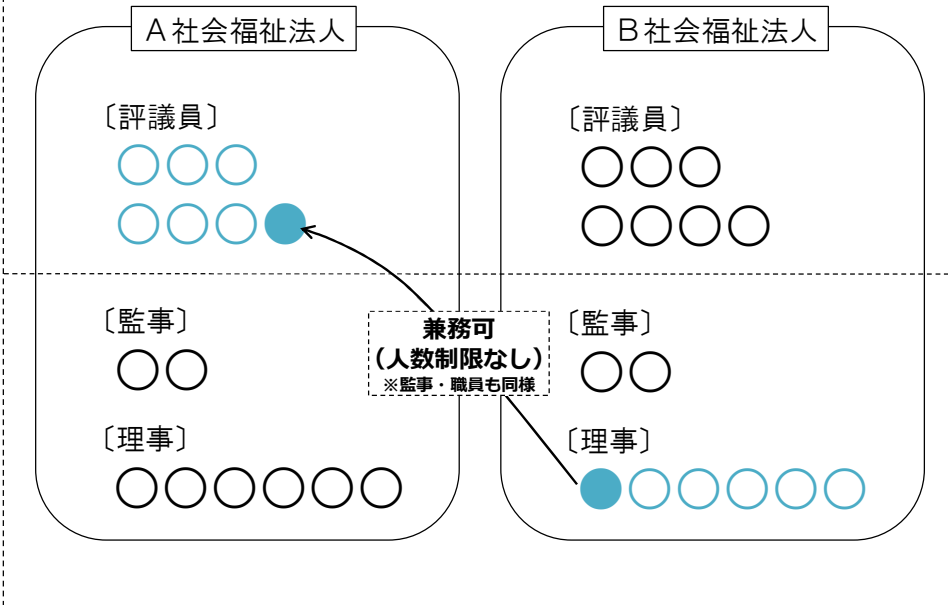 A社会福祉法人
〔評議員〕
〔監事〕
〔理事〕
B社会福祉法人
〔評議員〕
〔監事〕
〔理事〕
兼務可
（人数制限なし）
※監事・職員も同様